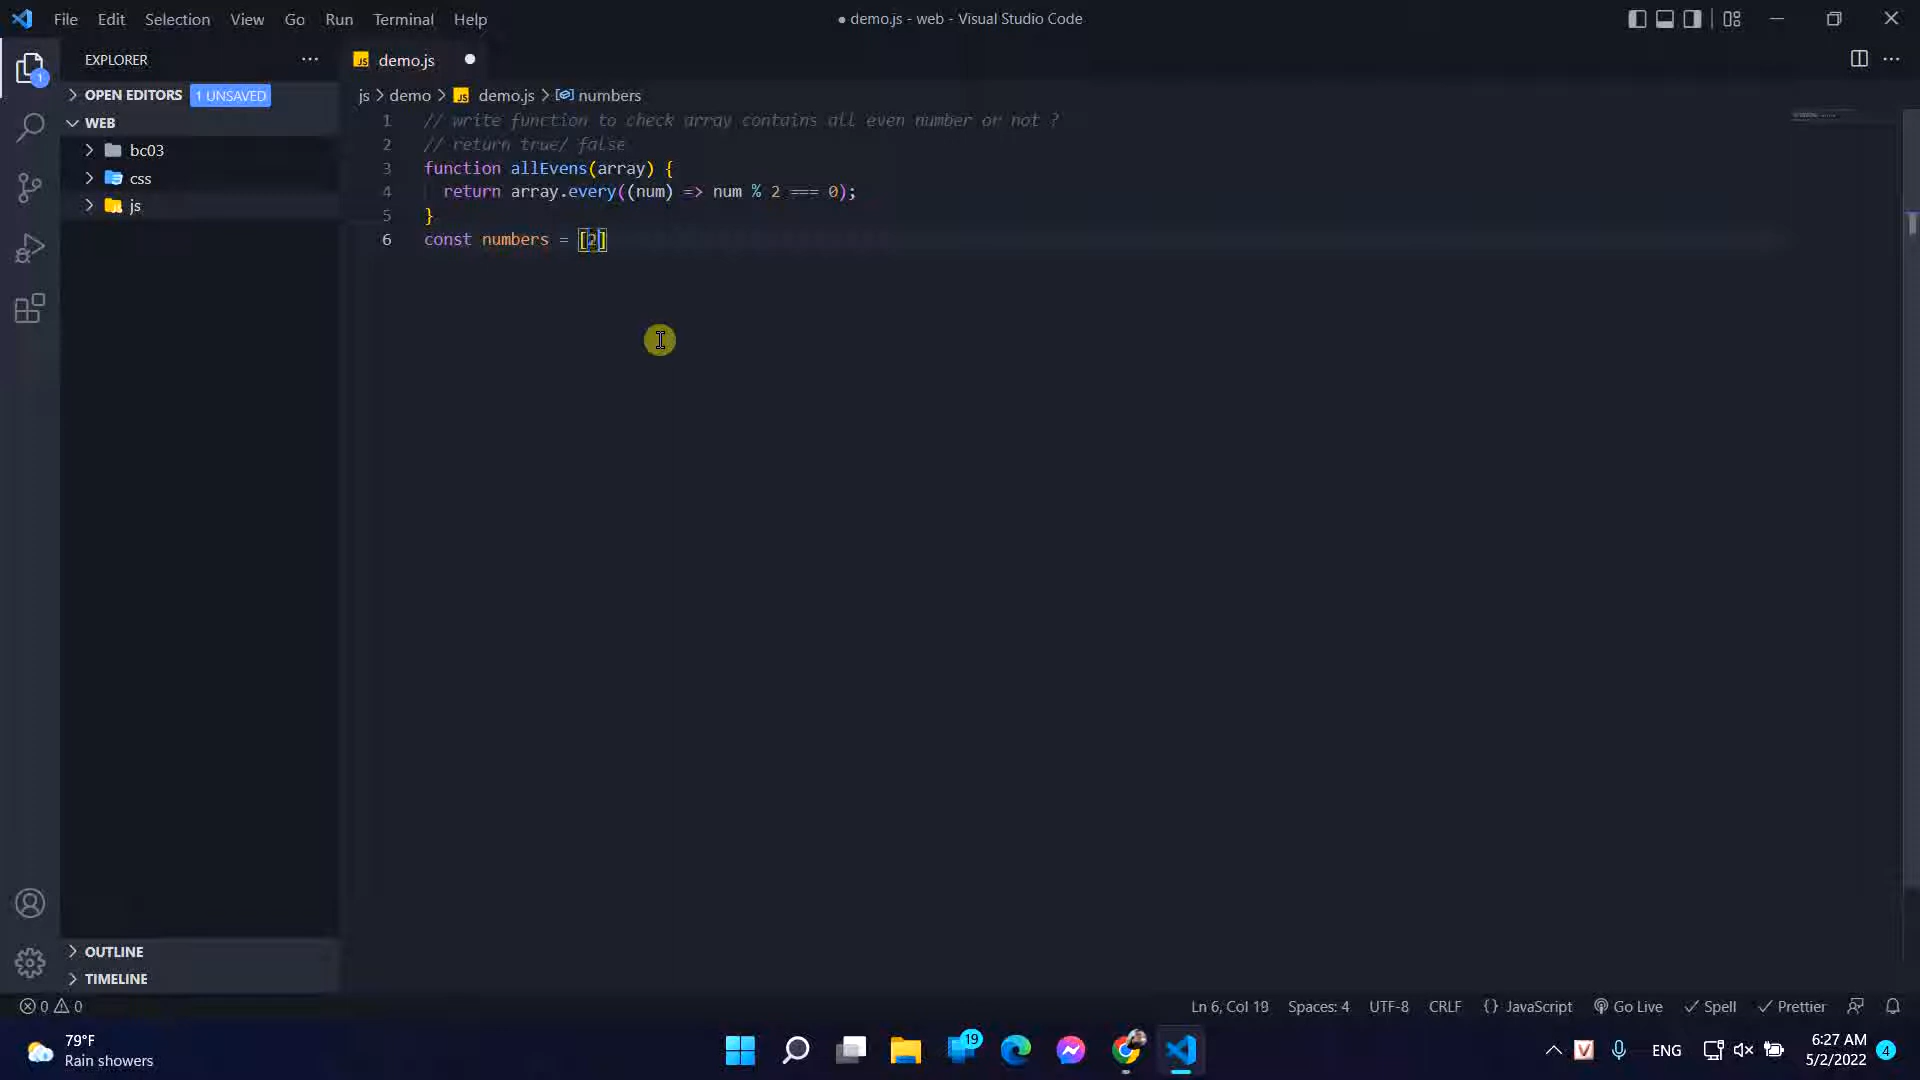 File Edit Selection View Go Run Terminal Help
● demo.js - web - Visual Studio Code
EXPLORER
OPEN EDITORS 1 UNSAVED
WEB
bc03
css
js
OUTLINE
TIMELINE
JS demo.js
js > demo > JS demo.js > numbers
1 // write function to check array contains all even number or not ?
2 // return true/ false
3 function allEvens(array) {
4 return array.every((num) => num % 2 === 0);
5 }
6 const numbers = [2]
1
0 0
Ln 6, Col 19 Spaces: 4 UTF-8 CRLF {} JavaScript Go Live Spell Prettier
79°F
Rain showers
19
V
ENG
6:27 AM
5/2/2022
4